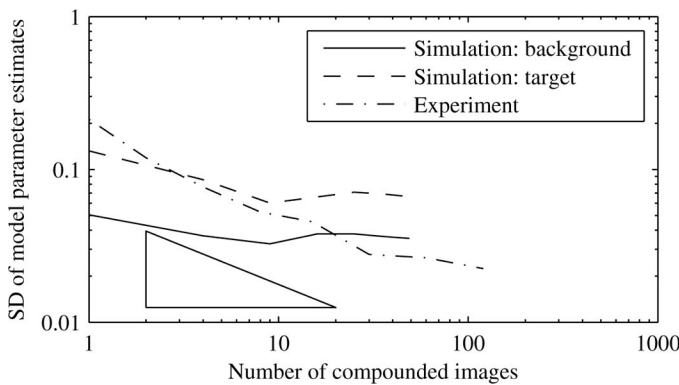 1
Simulation: background
Simulation: target
Experiment
0.1
0.01
SD of model parameter estimates
1
10
100
1000
Number of compounded images